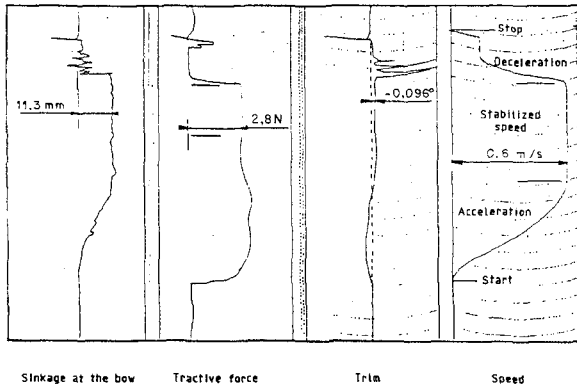 Stop
Deceleration
11.3 mm
-0,096°
2,8N
Stabilized
speed
0.6 m/s
Acceleration
Start
Sinkage at the bow
Tractive force
Trim
Speed